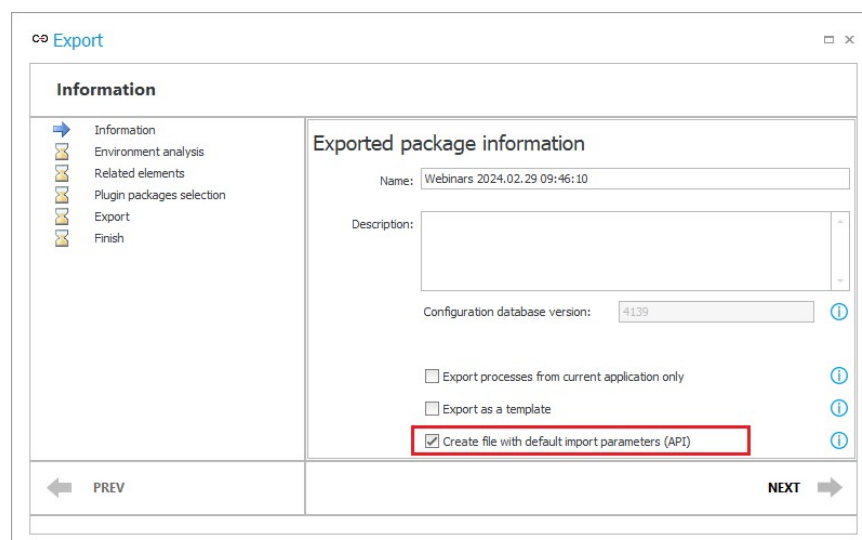 Export
Information
Information
Environment analysis
Related elements
Plugin packages selection
Export
Finish
Exported package information
Name: Webinars 2024.02.29 09:46:10
Description:
Configuration database version: 4139
Export processes from current application only
Export as a template
Create file with default import parameters (API)
PREV
NEXT